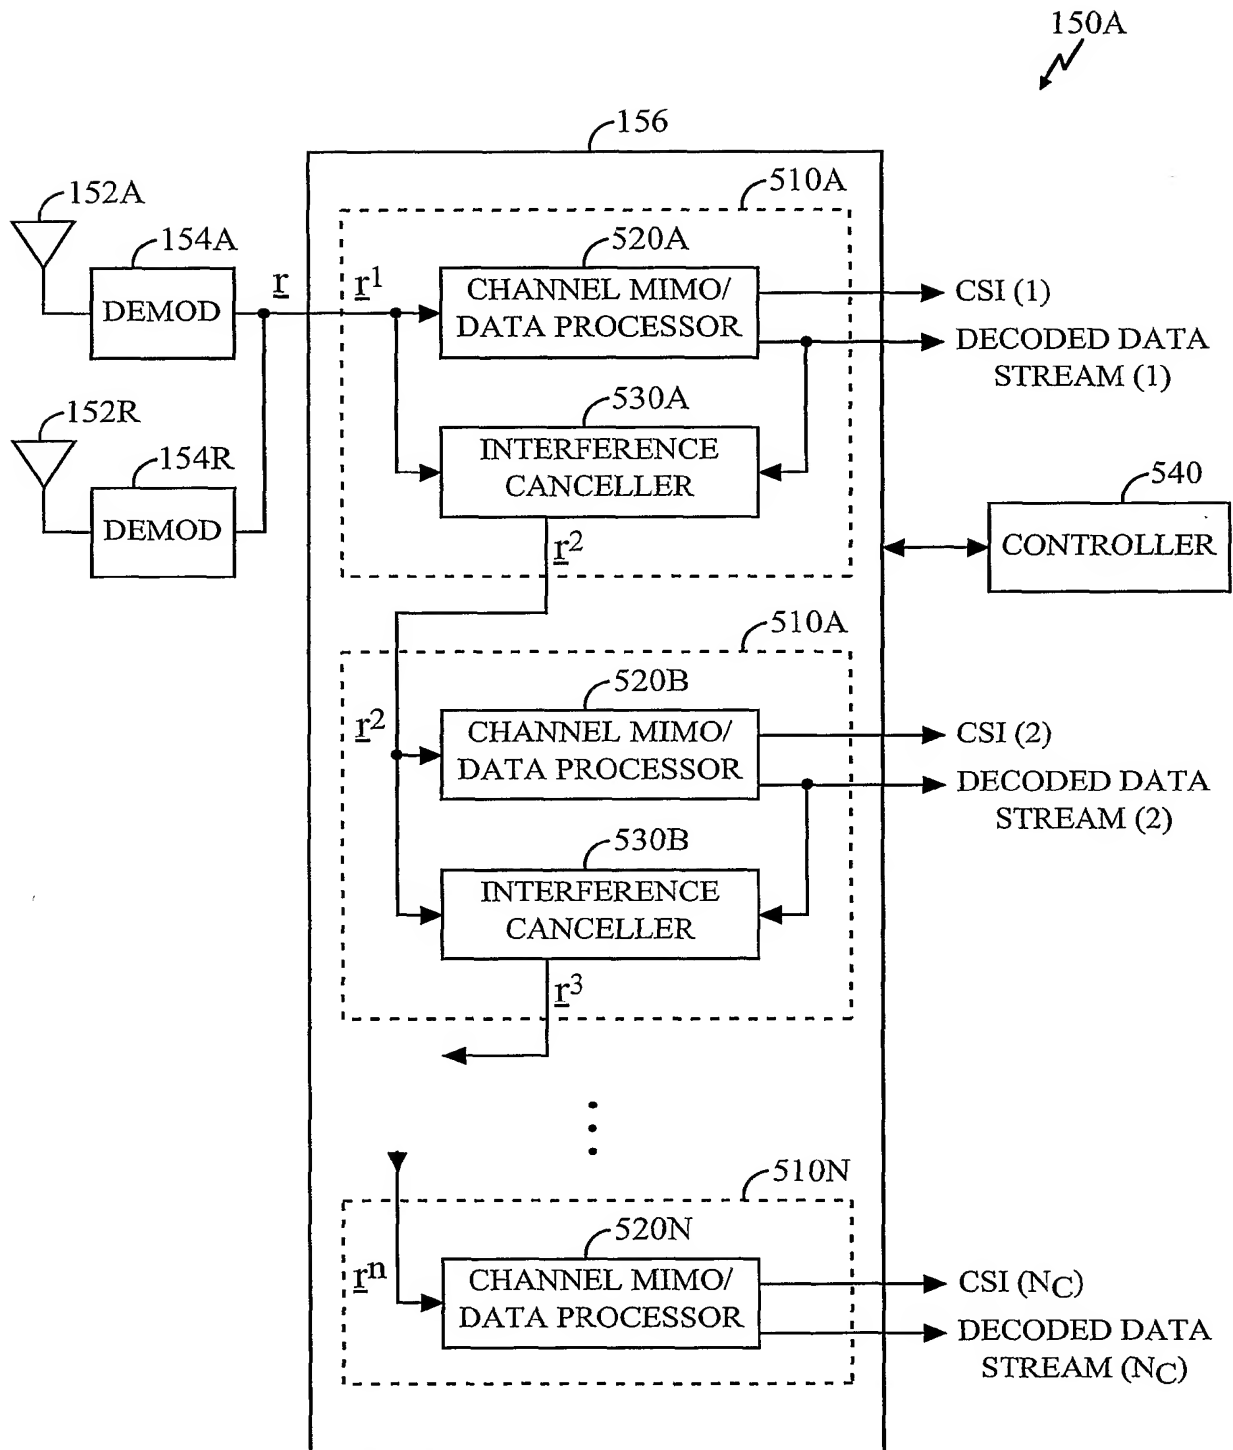 150A
156
152A
154A
DEMOD
r
152R
154R
DEMOD
510A
r1
520A
CHANNEL MIMO/
DATA PROCESSOR
CSI (1)
DECODED DATA
STREAM (1)
530A
INTERFERENCE
CANCELLER
r2
540
CONTROLLER
510A
r2
520B
CHANNEL MIMO/
DATA PROCESSOR
CSI (2)
DECODED DATA
STREAM (2)
530B
INTERFERENCE
CANCELLER
r3
510N
rn
520N
CHANNEL MIMO/
DATA PROCESSOR
CSI (NC)
DECODED DATA
STREAM (NC)